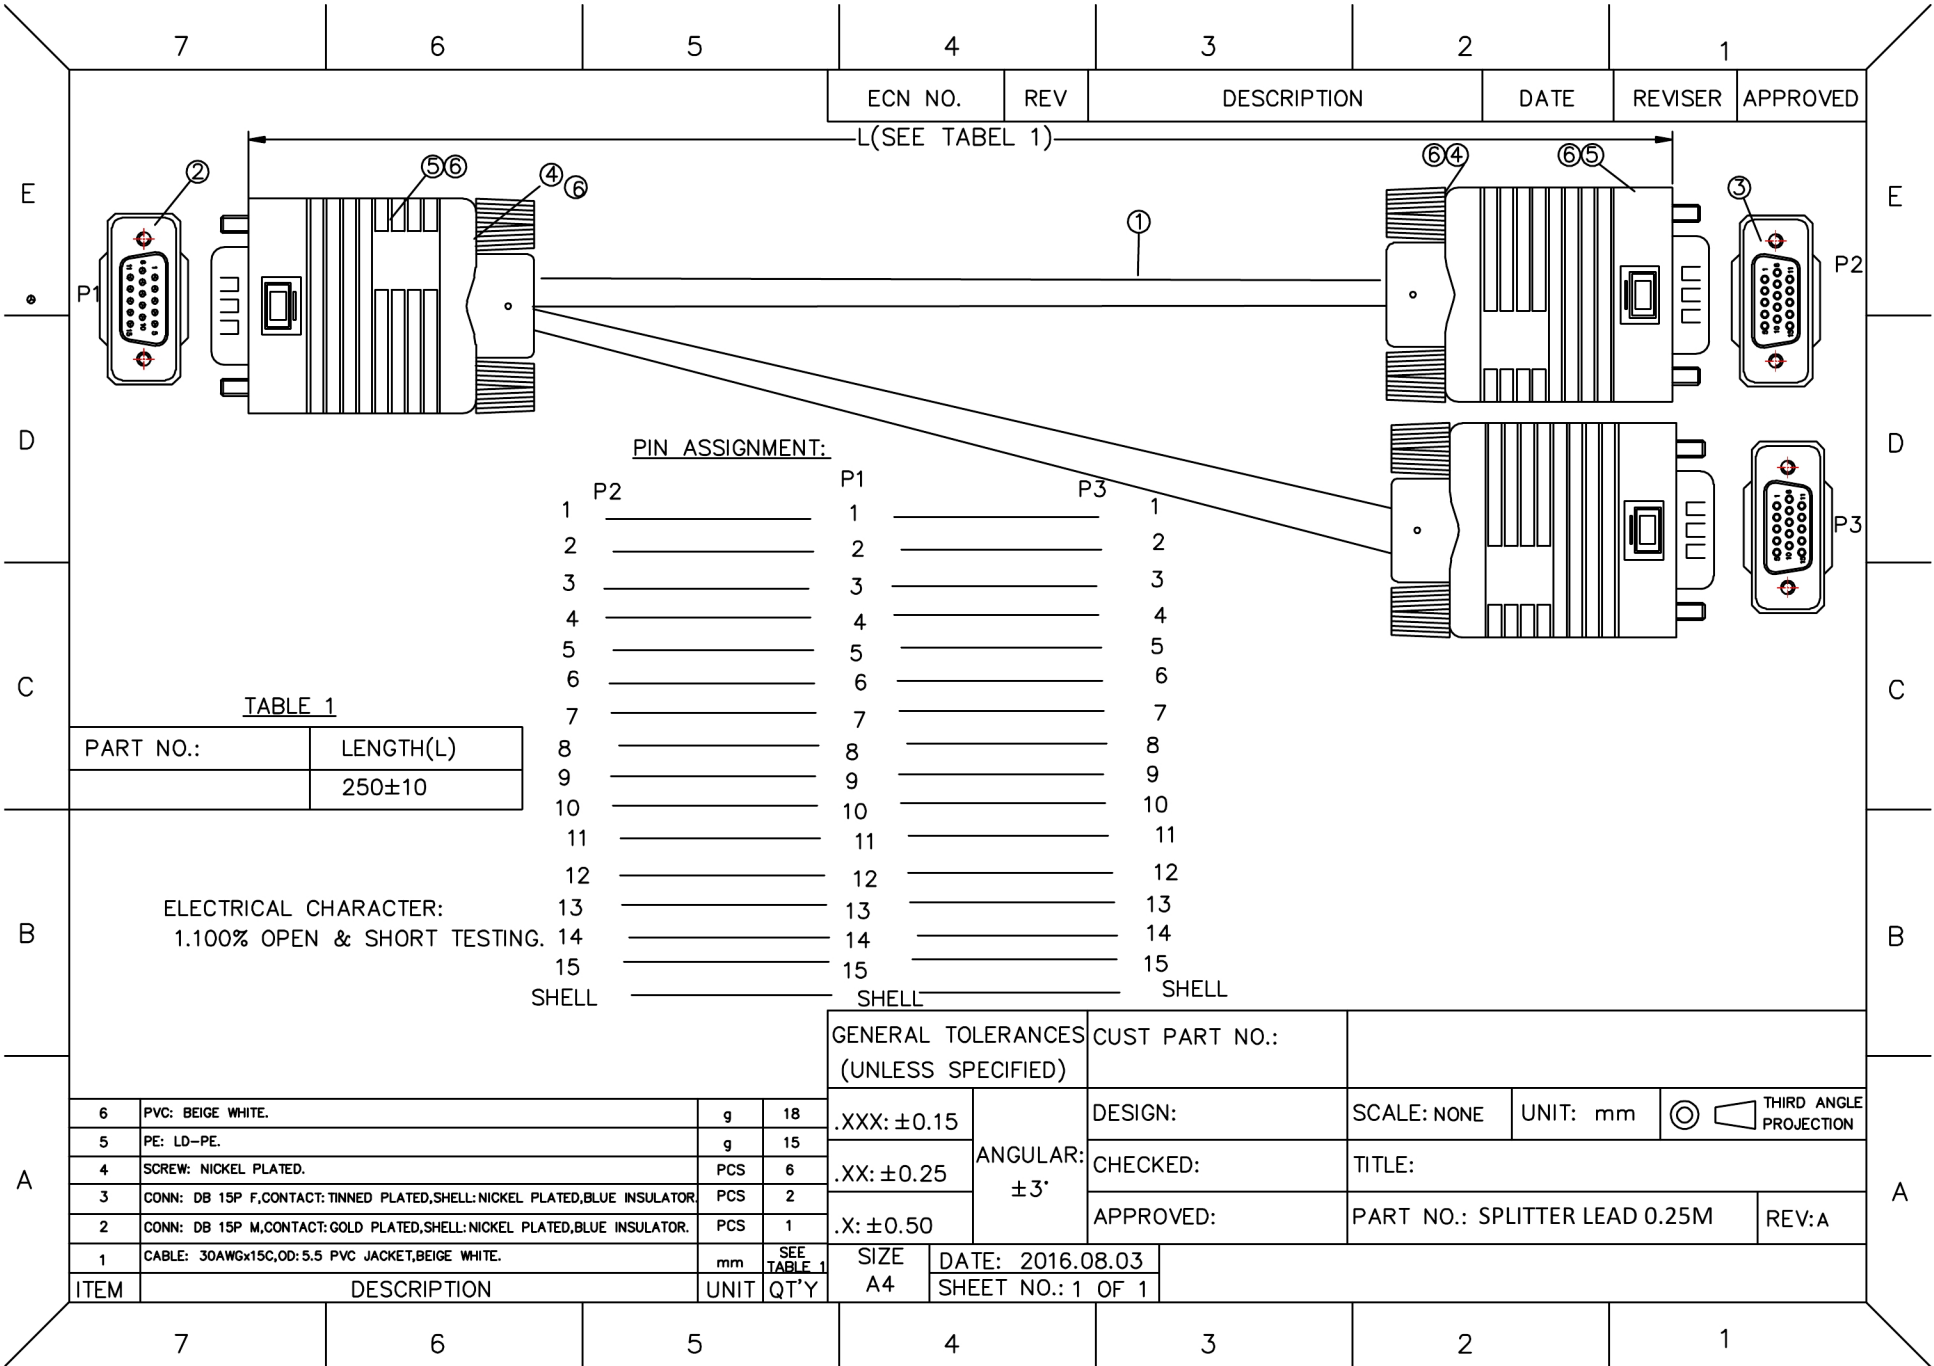 7 6 5 4 3 2 1
ECN NO. REV DESCRIPTION DATE REVISER APPROVED
L(SEE TABEL 1)
E E
② ⑤⑥ ④⑥ ① ⑥④ ⑥⑤ ③
P1 P2
D D
P3
PIN ASSIGNMENT:
P2 P1 P3
1 1 1
2 2 2
3 3 3
4 4 4
5 5 5
6 6 6
7 7 7
8 8 8
9 9 9
10 10 10
11 11 11
12 12 12
13 13 13
14 14 14
15 15 15
SHELL SHELL SHELL
C C
TABLE 1
PART NO.: LENGTH(L)
250±10
B B
ELECTRICAL CHARACTER:
1.100% OPEN & SHORT TESTING.
A A
6 PVC: BEIGE WHITE. g 18
5 PE: LD-PE. g 15
4 SCREW: NICKEL PLATED. PCS 6
3 CONN: DB 15P F,CONTACT:TINNED PLATED,SHELL:NICKEL PLATED,BLUE INSULATOR. PCS 2
2 CONN: DB 15P M,CONTACT:GOLD PLATED,SHELL:NICKEL PLATED,BLUE INSULATOR. PCS 1
1 CABLE: 30AWGx15C,OD:5.5 PVC JACKET,BEIGE WHITE. mm SEE TABLE 1
ITEM DESCRIPTION UNIT QT'Y
GENERAL TOLERANCES
(UNLESS SPECIFIED)
.XXX:±0.15
.XX:±0.25
.X:±0.50
ANGULAR:
±3°
CUST PART NO.:
DESIGN:
SCALE: NONE UNIT: mm THIRD ANGLE
PROJECTION
CHECKED: TITLE:
APPROVED: PART NO.: SPLITTER LEAD 0.25M REV:A
SIZE
A4
DATE: 2016.08.03
SHEET NO.: 1 OF 1
7 6 5 4 3 2 1